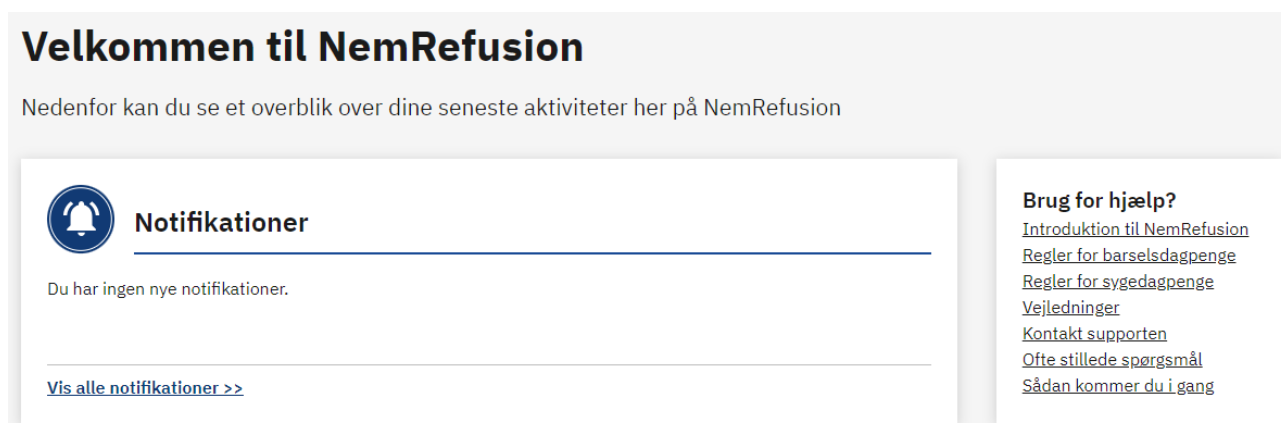 Velkommen til NemRefusion
Nedenfor kan du se et overblik over dine seneste aktiviteter her på NemRefusion
Notifikationer
Du har ingen nye notifikationer.
Vis alle notifikationer >>
Brug for hjælp?
Introduktion til NemRefusion
Regler for barselsdagpenge
Regler for sygedagpenge
Vejledninger
Kontakt supporten
Ofte stillede spørgsmål
Sådan kommer du i gang